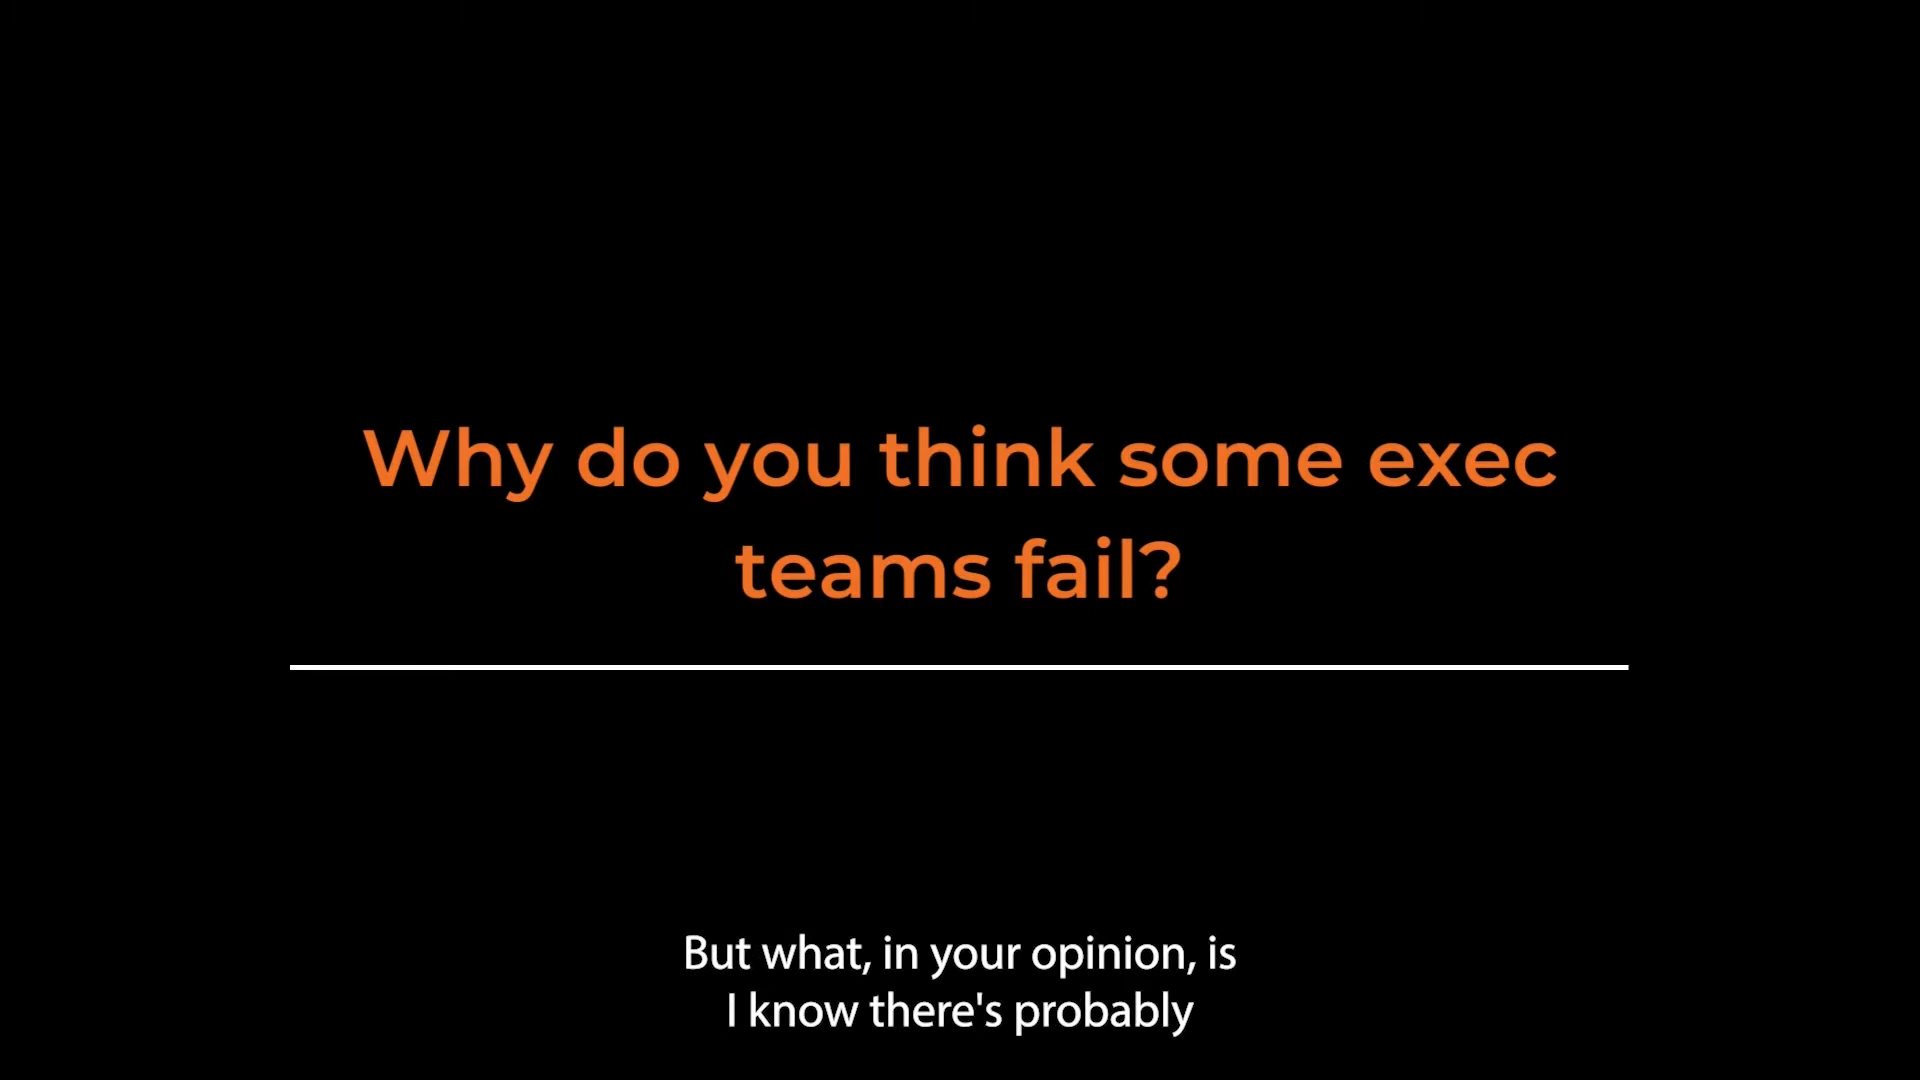 Why do you think some exec
teams fail?
But what, in your opinion, is
I know there's probably